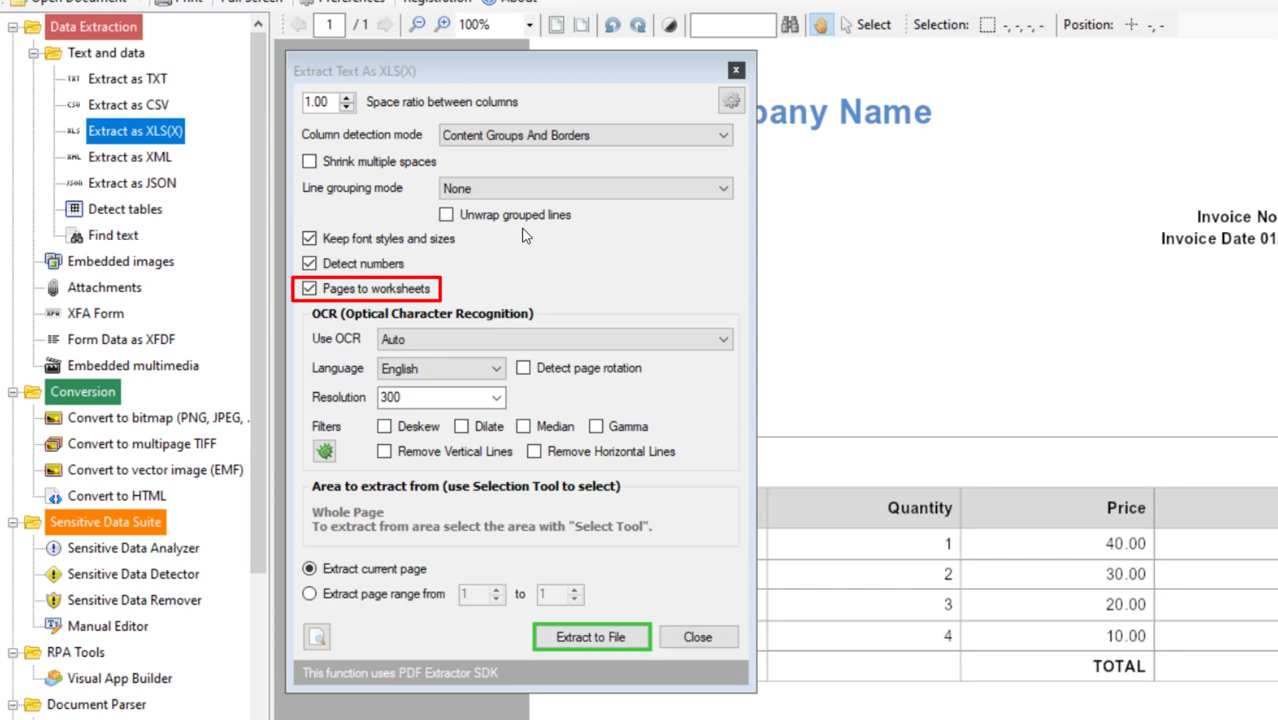 Open Document Print Full Screen Preferences Registration About
1 / 1 100% Select Selection: -,-,-,- Position: -,-
Data Extraction
Text and data
TXT Extract as TXT
CSV Extract as CSV
XLS Extract as XLS(X)
XML Extract as XML
JSON Extract as JSON
Detect tables
Find text
Embedded images
Attachments
XFA Form
Form Data as XFDF
Embedded multimedia
Conversion
Convert to bitmap (PNG, JPEG, .
Convert to multipage TIFF
Convert to vector image (EMF)
Convert to HTML
Sensitive Data Suite
Sensitive Data Analyzer
Sensitive Data Detector
Sensitive Data Remover
Manual Editor
RPA Tools
Visual App Builder
Document Parser
Extract Text As XLS(X)
1.00 Space ratio between columns
Column detection mode Content Groups And Borders
Shrink multiple spaces
Line grouping mode None
Unwrap grouped lines
Keep font styles and sizes
Detect numbers
Pages to worksheets
OCR (Optical Character Recognition)
Use OCR Auto
Language English Detect page rotation
Resolution 300
Filters Deskew Dilate Median Gamma
Remove Vertical Lines Remove Horizontal Lines
Area to extract from (use Selection Tool to select)
Whole Page
To extract from area select the area with "Select Tool".
Extract current page
Extract page range from 1 to 1
Extract to File Close
This function uses PDF Extractor SDK
pany Name
Invoice No
Invoice Date 01
Quantity Price
1 40.00
2 30.00
3 20.00
4 10.00
TOTAL